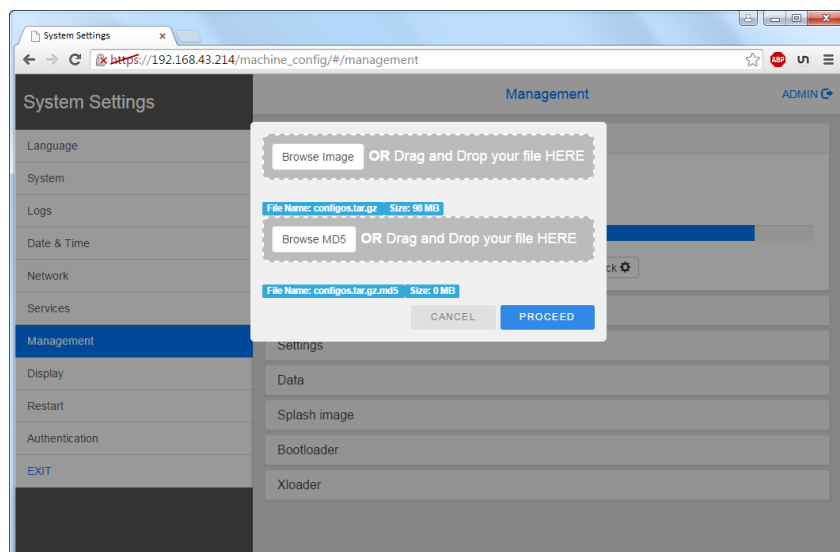 System Settings
https://192.168.43.214/machine_config/#/management
ABP
System Settings
Management
ADMIN
Language
System
Logs
Date & Time
Network
Services
Management
Display
Restart
Authentication
EXIT
Browse Image OR Drag and Drop your file HERE
File Name: configos.tar.gz Size: 98 MB
Browse MD5 OR Drag and Drop your file HERE
File Name: configos.tar.gz.md5 Size: 0 MB
CANCEL PROCEED
ck
Settings
Data
Splash image
Bootloader
Xloader